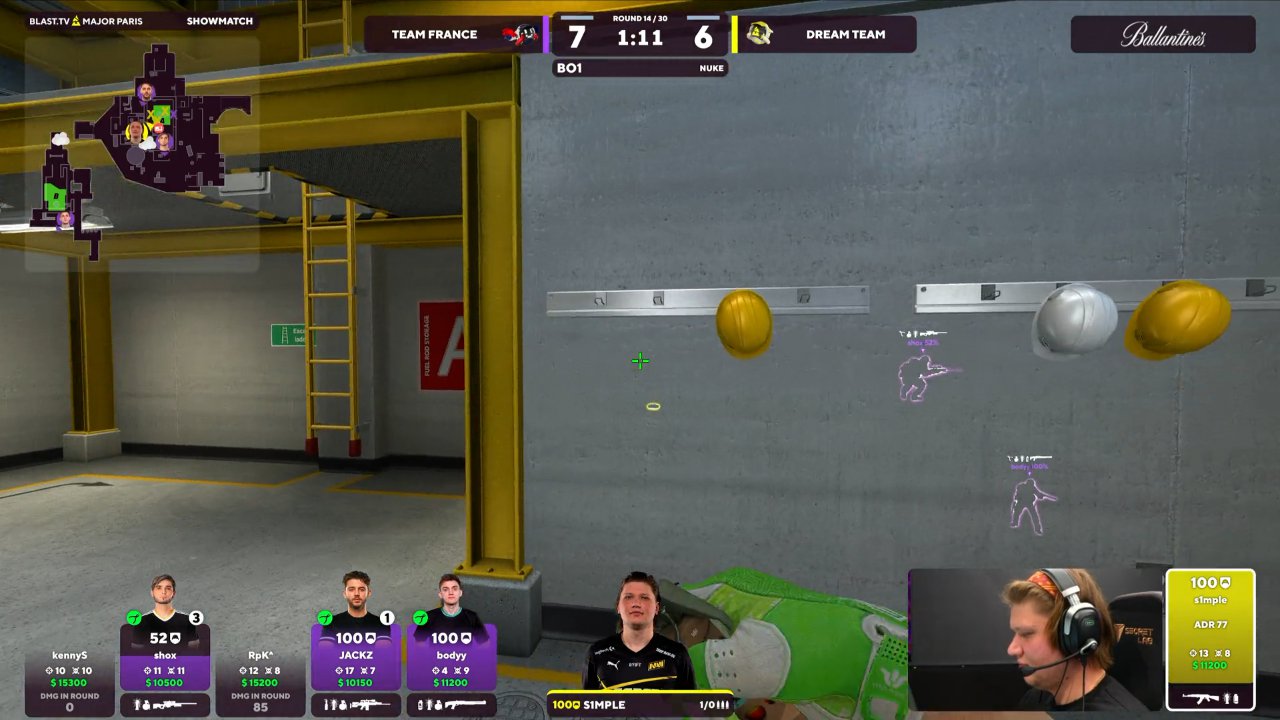 BLAST.TV MAJOR PARIS SHOWMATCH
TEAM FRANCE 7 ROUND 14 / 30 1:11 6 DREAM TEAM
Ballantine's
BO1 NUKE
B
FUEL ROD STORAGE
A
shox 52%
bodyy 100%
kennyS
10 10
$15300
DMG IN ROUND
0
3
52
shox
11 11
$10500
RpK^
12 8
$15200
DMG IN ROUND
85
1
100
JACKZ
17 7
$10150
100
bodyy
4 9
$11200
NAVI
100 S1MPLE 1/0
SECRET LAB
100
s1mple
ADR 77
13 8
$11200